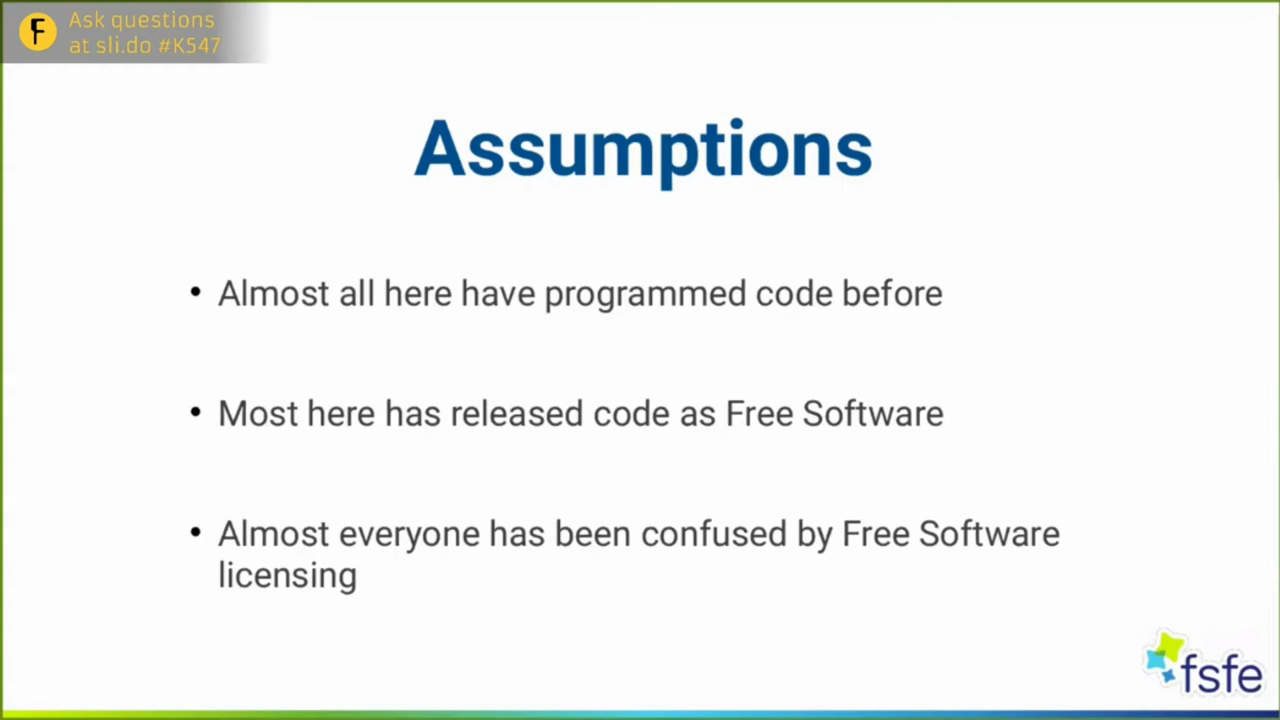 F Ask questions
at sli.do #K547
Assumptions
• Almost all here have programmed code before
• Most here has released code as Free Software
• Almost everyone has been confused by Free Software
licensing
fsfe